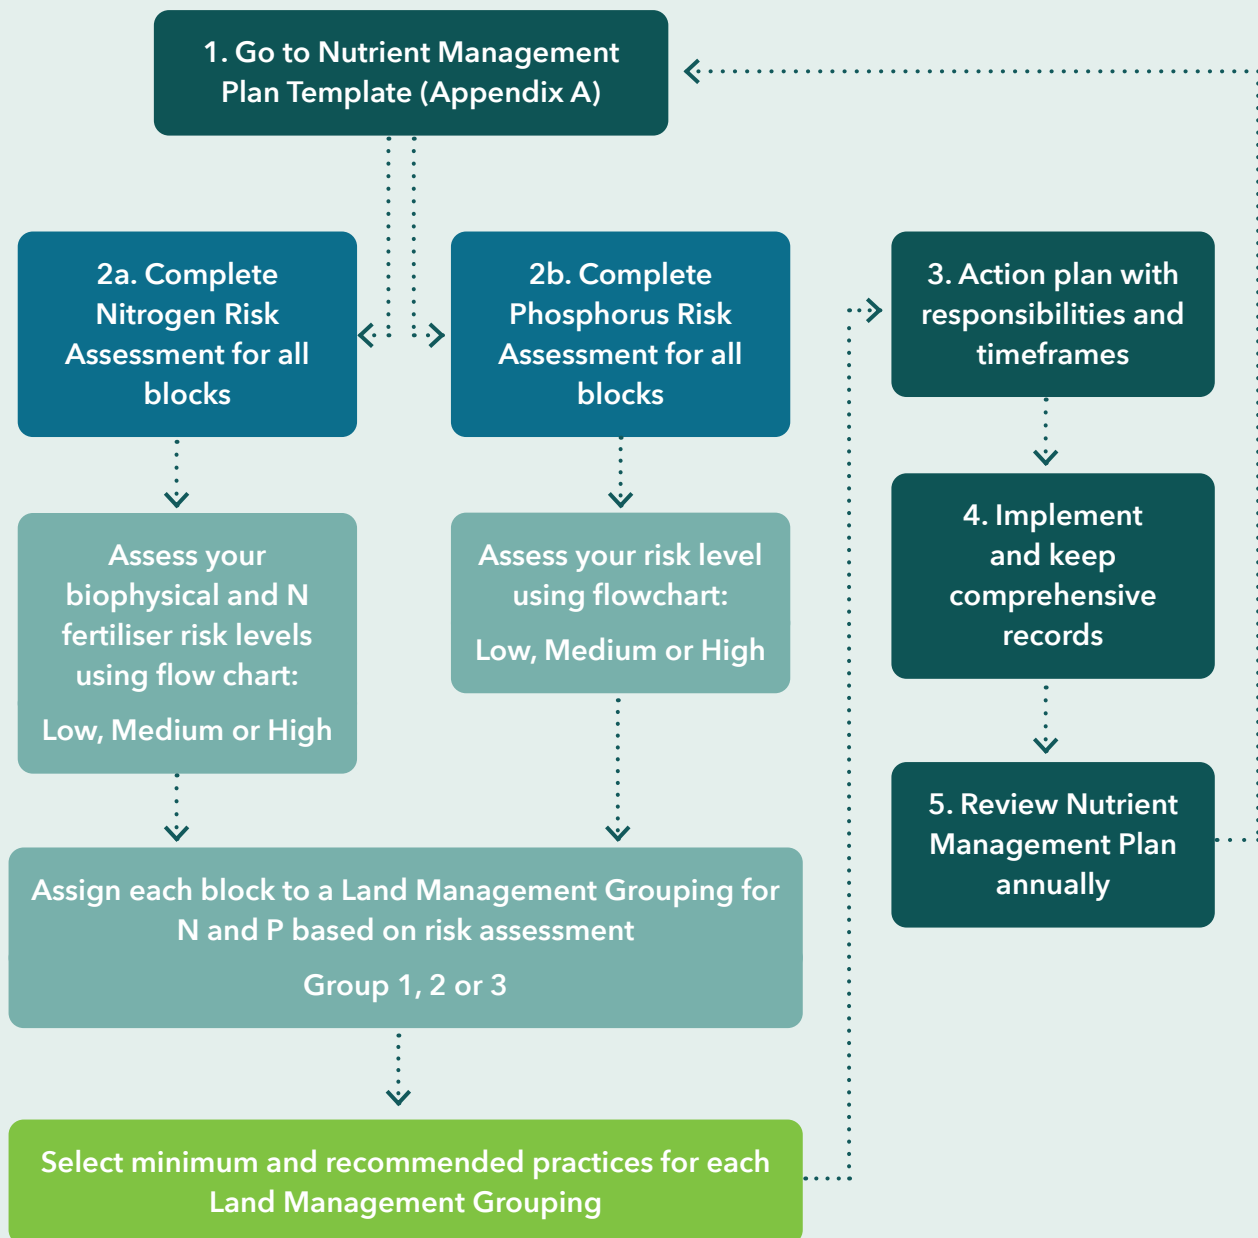 1. Go to Nutrient Management
Plan Template (Appendix A)
2a. Complete
Nitrogen Risk
Assessment for all
blocks
2b. Complete
Phosphorus Risk
Assessment for all
blocks
Assess your
biophysical and N
fertiliser risk levels
using flow chart:
Low, Medium or High
Assess your risk level
using flowchart:
Low, Medium or High
Assign each block to a Land Management Grouping for
N and P based on risk assessment
Group 1, 2 or 3
Select minimum and recommended practices for each
Land Management Grouping
3. Action plan with
responsibilities and
timeframes
4. Implement
and keep
comprehensive
records
5. Review Nutrient
Management Plan
annually